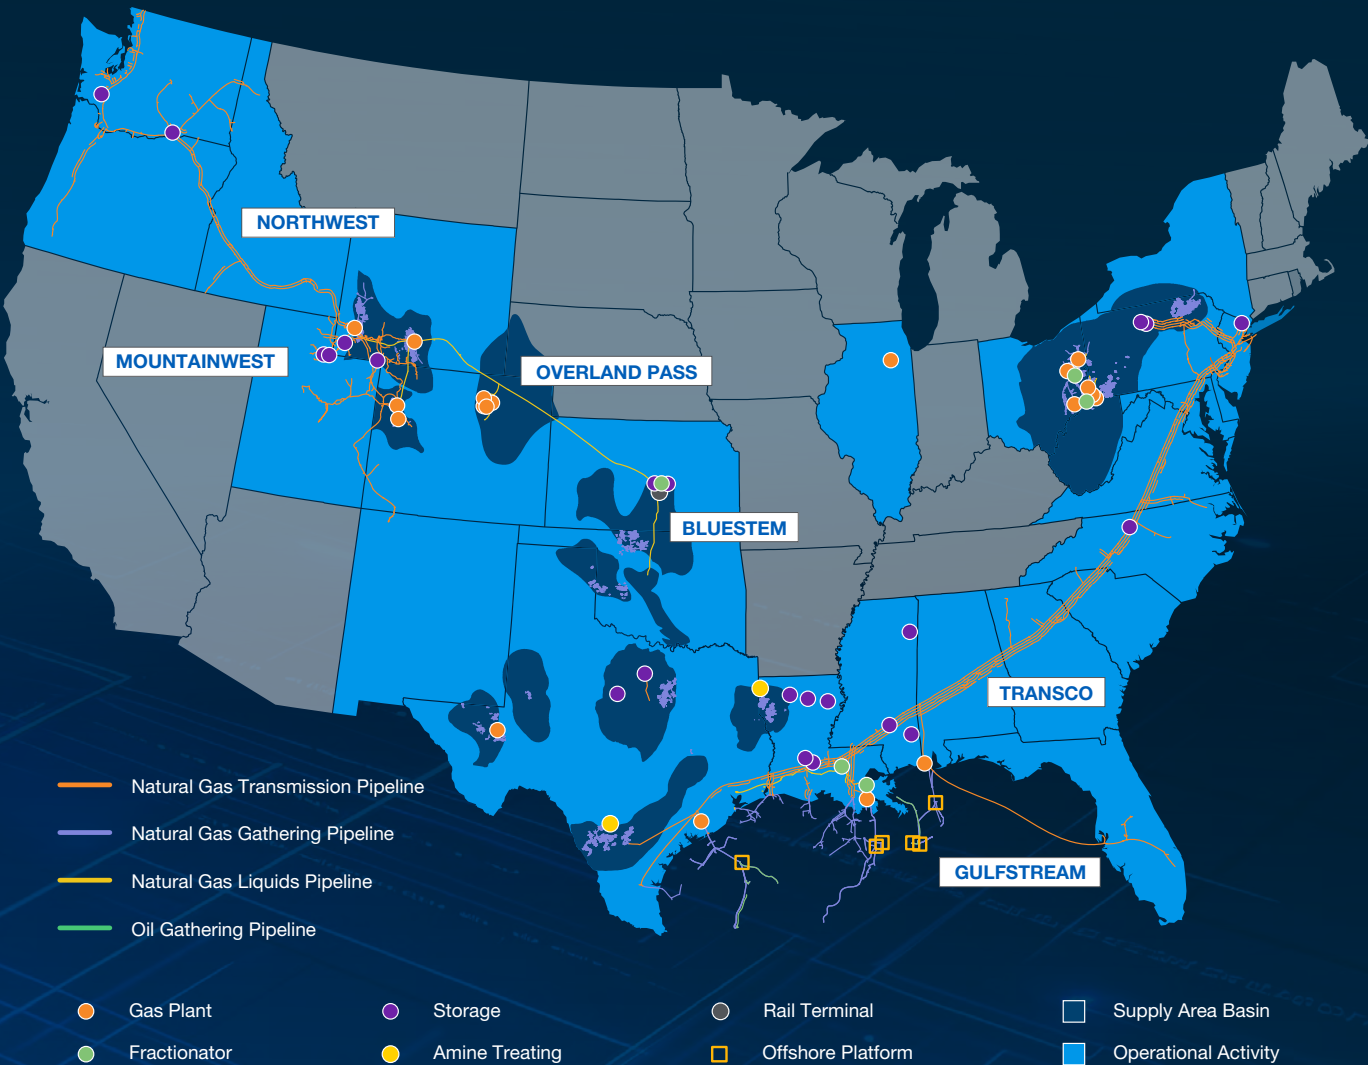 NORTHWEST
MOUNTAINWEST
OVERLAND PASS
BLUESTEM
TRANSCO
GULFSTREAM
Natural Gas Transmission Pipeline
Natural Gas Gathering Pipeline
Natural Gas Liquids Pipeline
Oil Gathering Pipeline
Gas Plant
Storage
Rail Terminal
Supply Area Basin
Fractionator
Amine Treating
Offshore Platform
Operational Activity